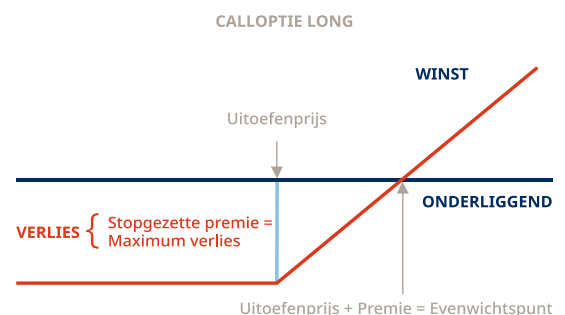 CALLOPTIE LONG
WINST
Uitoefenprijs
ONDERLIGGEND
VERLIES
Stopgezette premie =
Maximum verlies
Uitoefenprijs + Premie = Evenwichtspunt